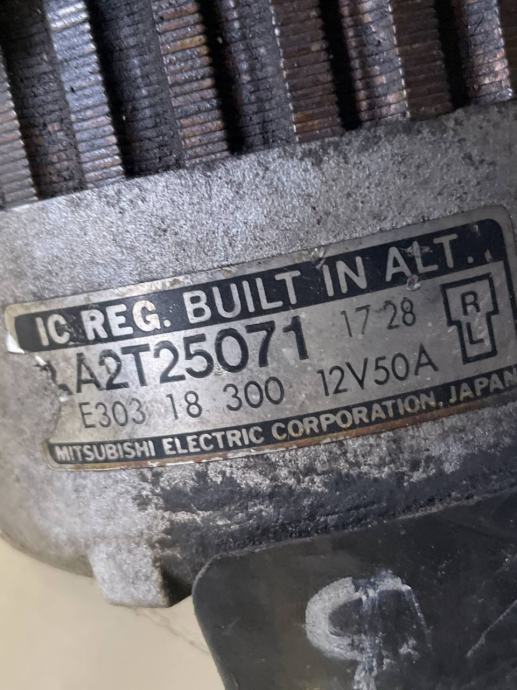 IC REG. BUILT IN ALT.
A2T25071 17 28
R
L
E303 18 300 12V50A
MITSUBISHI ELECTRIC CORPORATION, JAPAN